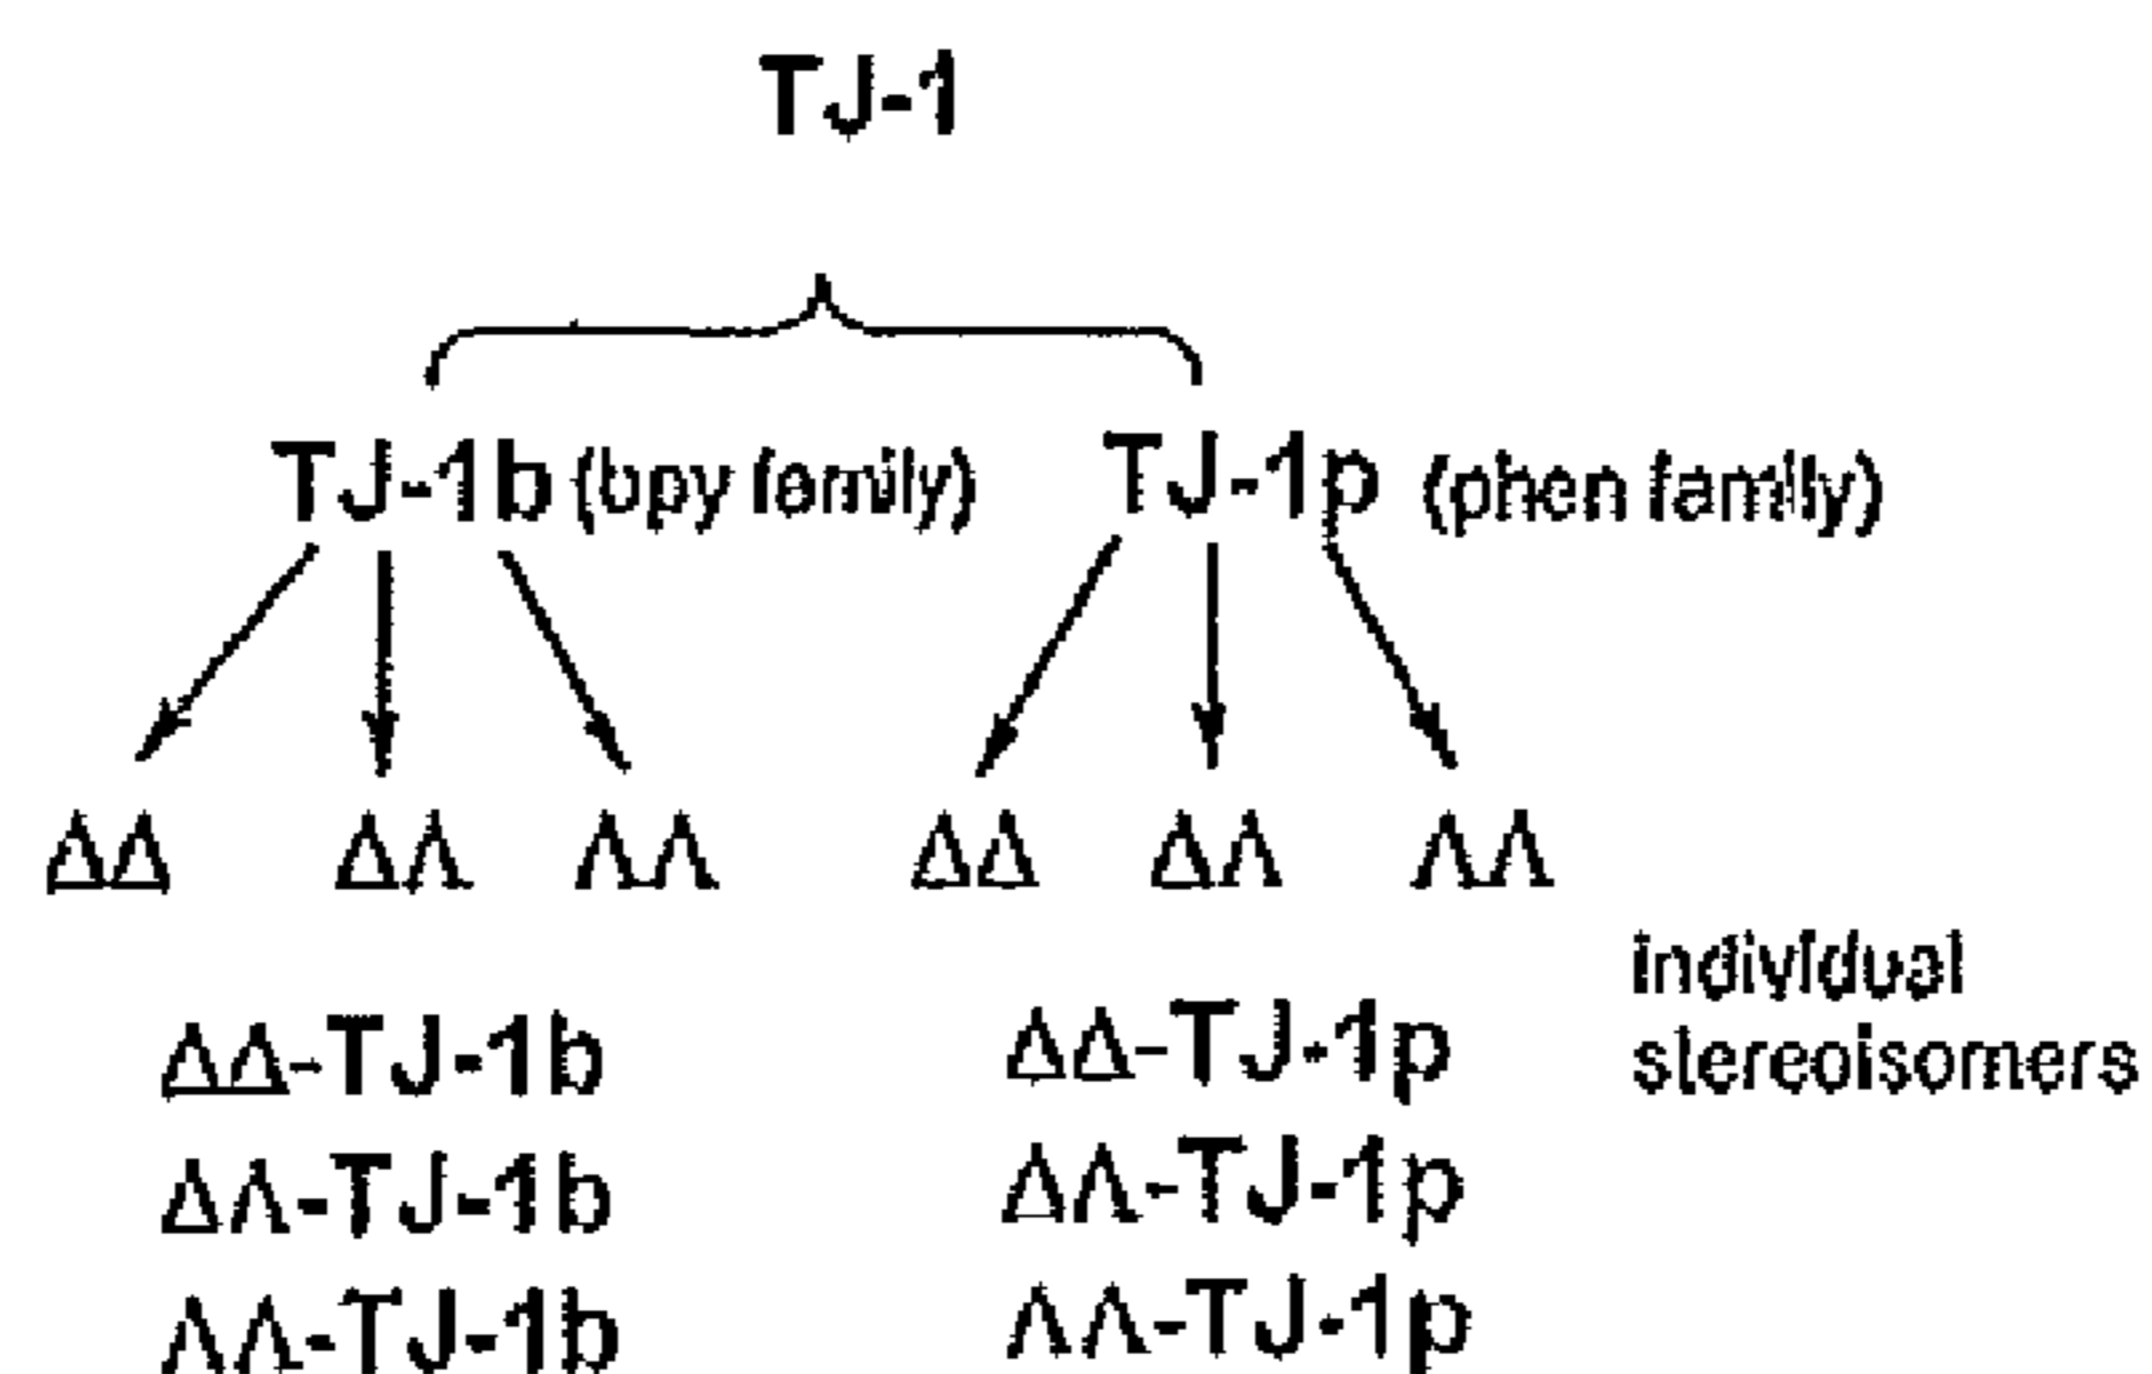 TJ-1
TJ-1b (bpy family) TJ-1p (phen family)
ΔΔ ΔΛ ΛΛ ΔΔ ΔΛ ΛΛ
individual
stereoisomers
ΔΔ-TJ-1b ΔΔ-TJ-1p
ΔΛ-TJ-1b ΔΛ-TJ-1p
ΛΛ-TJ-1b ΛΛ-TJ-1p